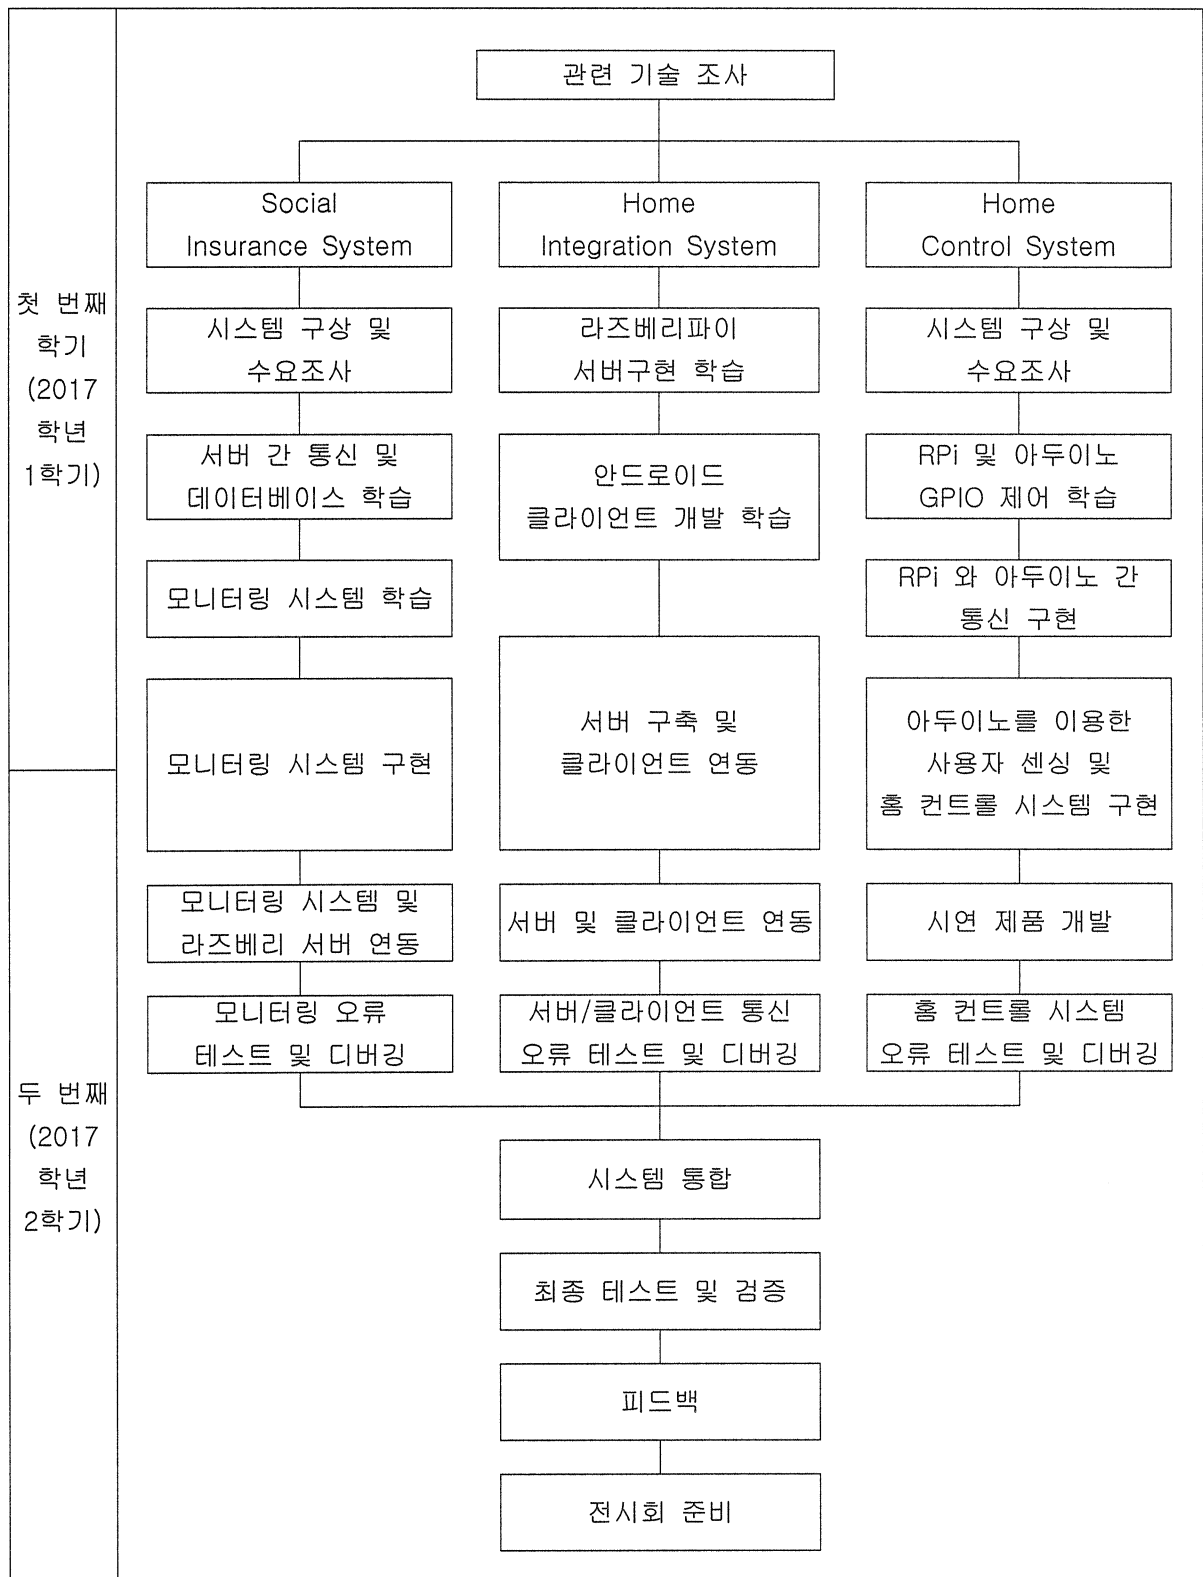 관련 기술 조사
Social
Insurance System
Home
Integration System
Home
Control System
첫 번째
학기
(2017
학년
1학기)
시스템 구상 및
수요조사
라즈베리파이
서버구현 학습
시스템 구상 및
수요조사
서버 간 통신 및
데이터베이스 학습
안드로이드
클라이언트 개발 학습
RPi 및 아두이노
GPIO 제어 학습
모니터링 시스템 학습
RPi 와 아두이노 간
통신 구현
모니터링 시스템 구현
서버 구축 및
클라이언트 연동
아두이노를 이용한
사용자 센싱 및
홈 컨트롤 시스템 구현
두 번째
(2017
학년
2학기)
모니터링 시스템 및
라즈베리 서버 연동
서버 및 클라이언트 연동
시연 제품 개발
모니터링 오류
테스트 및 디버깅
서버/클라이언트 통신
오류 테스트 및 디버깅
홈 컨트롤 시스템
오류 테스트 및 디버깅
시스템 통합
최종 테스트 및 검증
피드백
전시회 준비